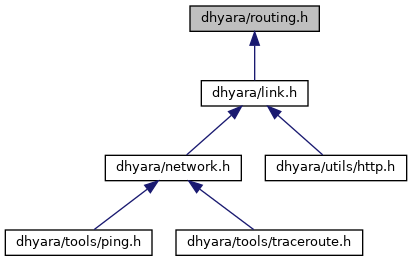 dhyara/routing.h
dhyara/link.h
dhyara/network.h
dhyara/utils/http.h
dhyara/tools/ping.h
dhyara/tools/traceroute.h